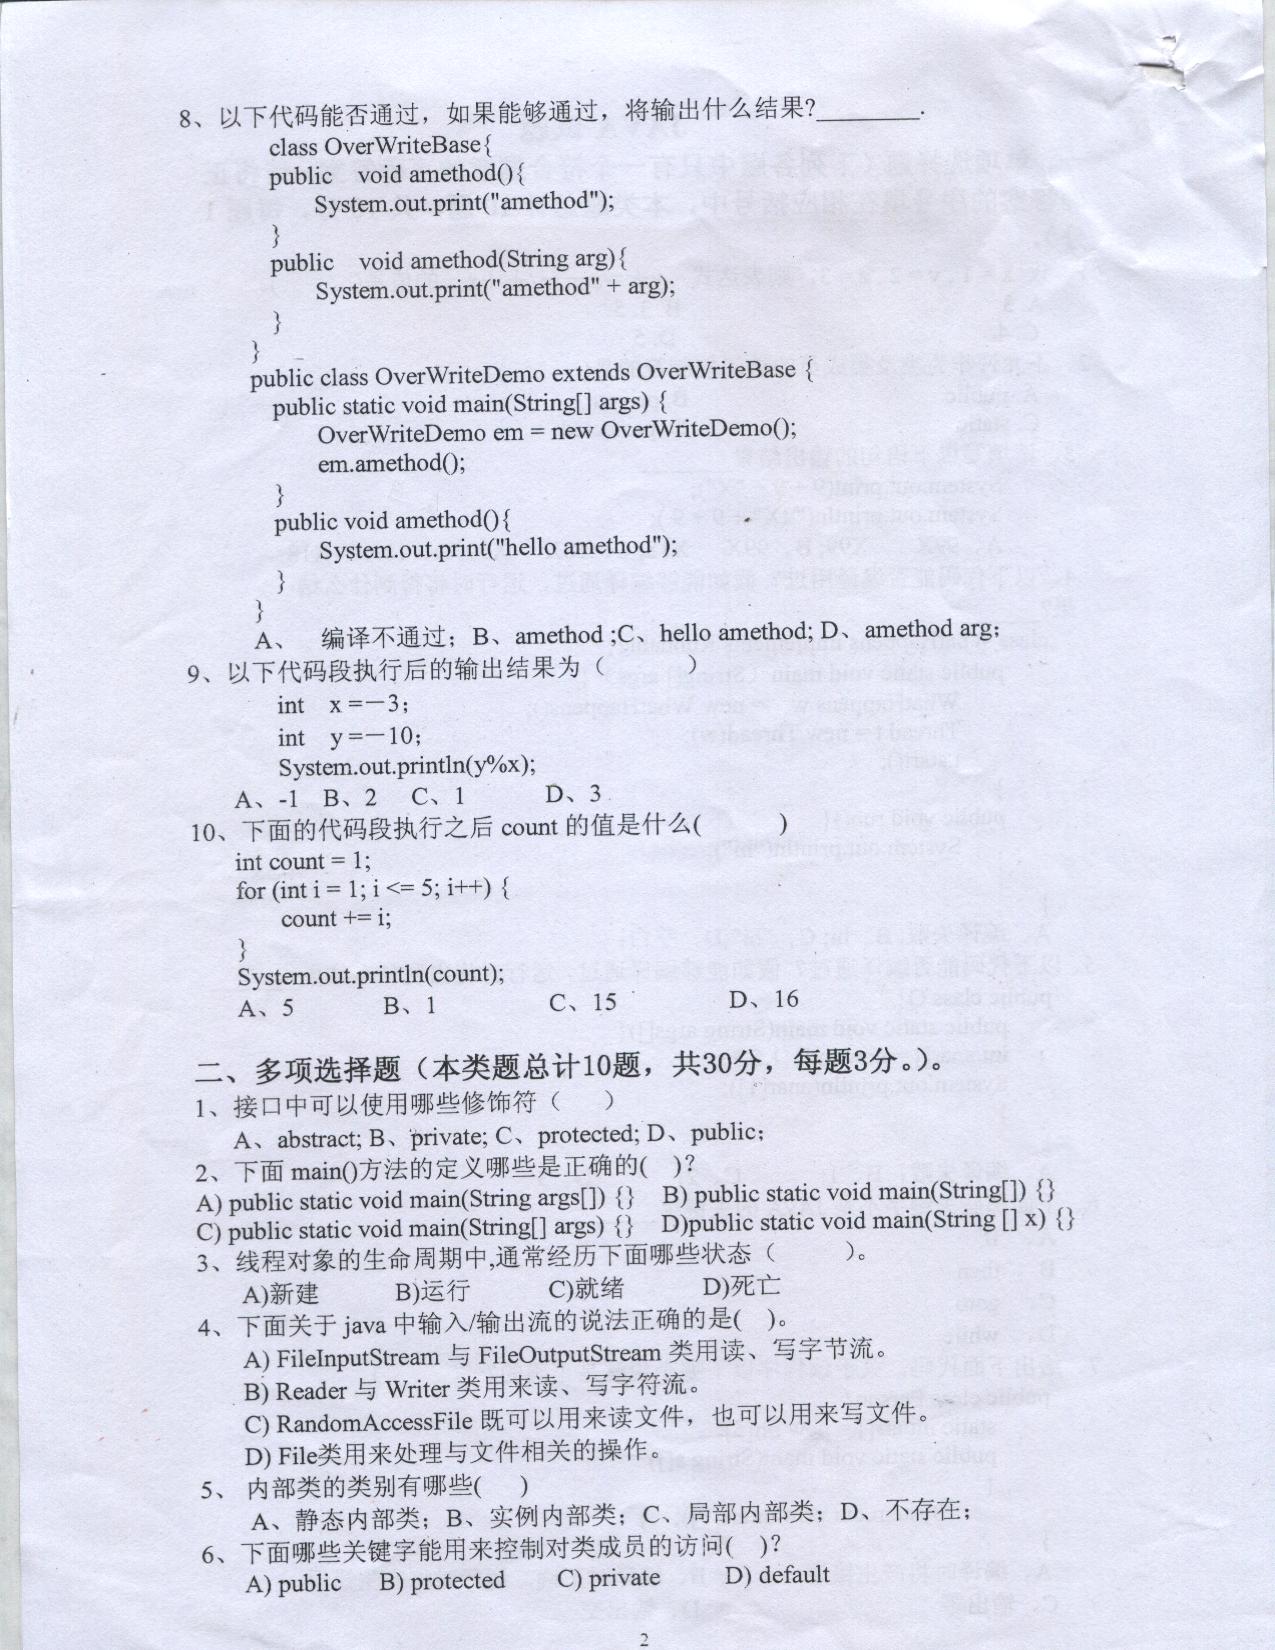 8、以下代码能否通过，如果能够通过，将输出什么结果?________.
class OverWriteBase{
public void amethod(){
System.out.print("amethod");
}
public void amethod(String arg){
System.out.print("amethod" + arg);
}
}
public class OverWriteDemo extends OverWriteBase {
public static void main(String[] args) {
OverWriteDemo em = new OverWriteDemo();
em.amethod();
}
public void amethod(){
System.out.print("hello amethod");
}
}
A、 编译不通过；B、amethod ;C、hello amethod; D、amethod arg;
9、以下代码段执行后的输出结果为（ ）
int x =－3;
int y =－10;
System.out.println(y%x);
A、-1 B、2 C、1 D、3
10、下面的代码段执行之后 count 的值是什么( )
int count = 1;
for (int i = 1; i <= 5; i++) {
count += i;
}
System.out.println(count);
A、5 B、1 C、15 D、16
二、多项选择题（本类题总计10题，共30分，每题3分。）。
1、接口中可以使用哪些修饰符（ ）
A、abstract; B、private; C、protected; D、public;
2、下面 main()方法的定义哪些是正确的( )?
A) public static void main(String args[]) {} B) public static void main(String[]) {}
C) public static void main(String[] args) {} D)public static void main(String [] x) {}
3、线程对象的生命周期中,通常经历下面哪些状态（ ）。
A)新建 B)运行 C)就绪 D)死亡
4、下面关于 java 中输入/输出流的说法正确的是( )。
A) FileInputStream 与 FileOutputStream 类用读、写字节流。
B) Reader 与 Writer 类用来读、写字符流。
C) RandomAccessFile 既可以用来读文件，也可以用来写文件。
D) File类用来处理与文件相关的操作。
5、 内部类的类别有哪些( )
A、静态内部类；B、实例内部类；C、局部内部类；D、不存在；
6、下面哪些关键字能用来控制对类成员的访问( )?
A) public B) protected C) private D) default
2